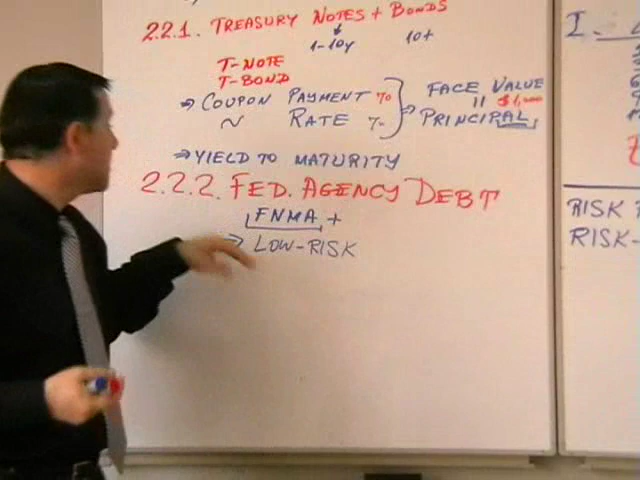 2.2.1. TREASURY NOTES + BONDS
1-10y 10+
T-NOTE
T-BOND
⇒ COUPON PAYMENT %
~ RATE %
FACE VALUE
11 $1,000
PRINCIPAL
⇒ YIELD TO MATURITY
2.2.2. FED. AGENCY DEBT
FNMA +
⇒ LOW-RISK
I.
RISK
RISK-